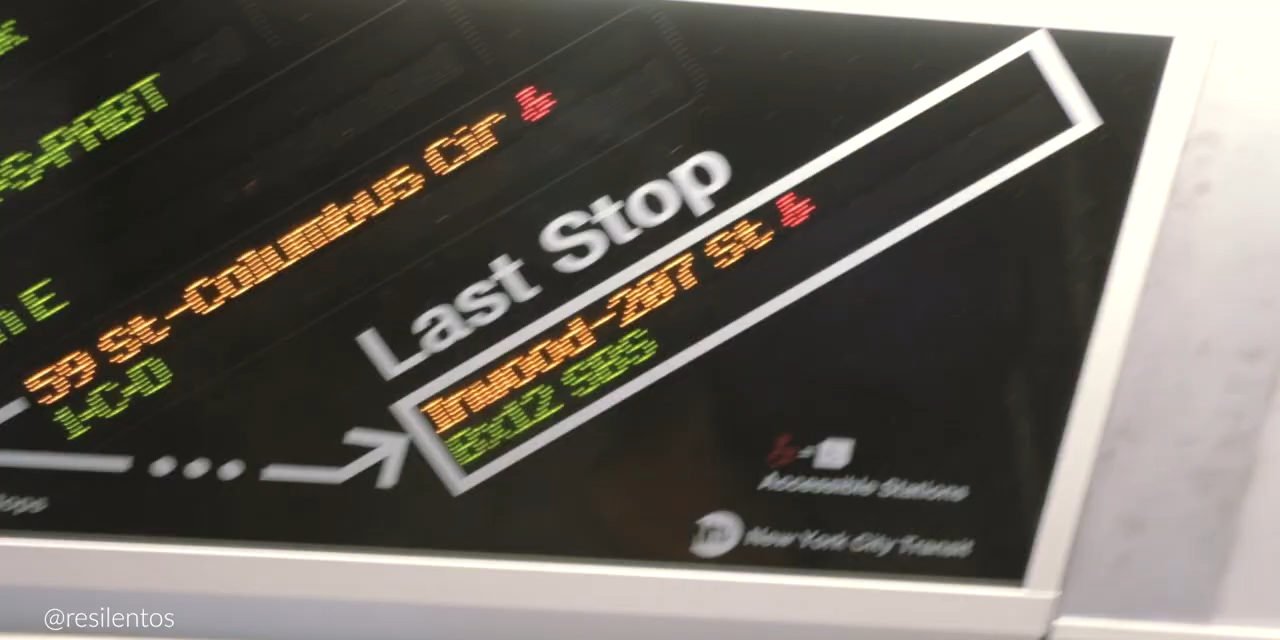 S-PABT
59 St-Columbus Cir
1-C-D
Last Stop
Inwood-207 St
Bx12 SBS
Accessible Stations
New York City Transit
@resilentos